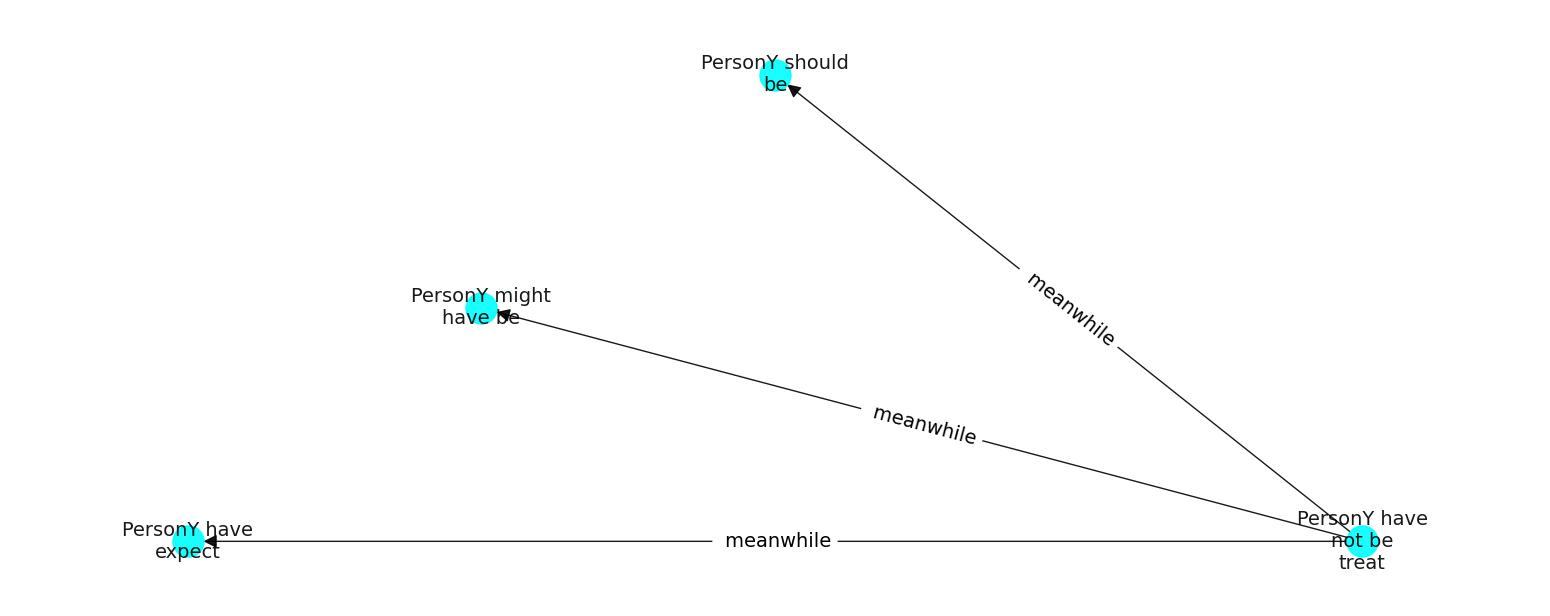 PersonY should
be
meanwhile
PersonY might
have be
meanwhile
PersonY have
expect
meanwhile
PersonY have
not be
treat